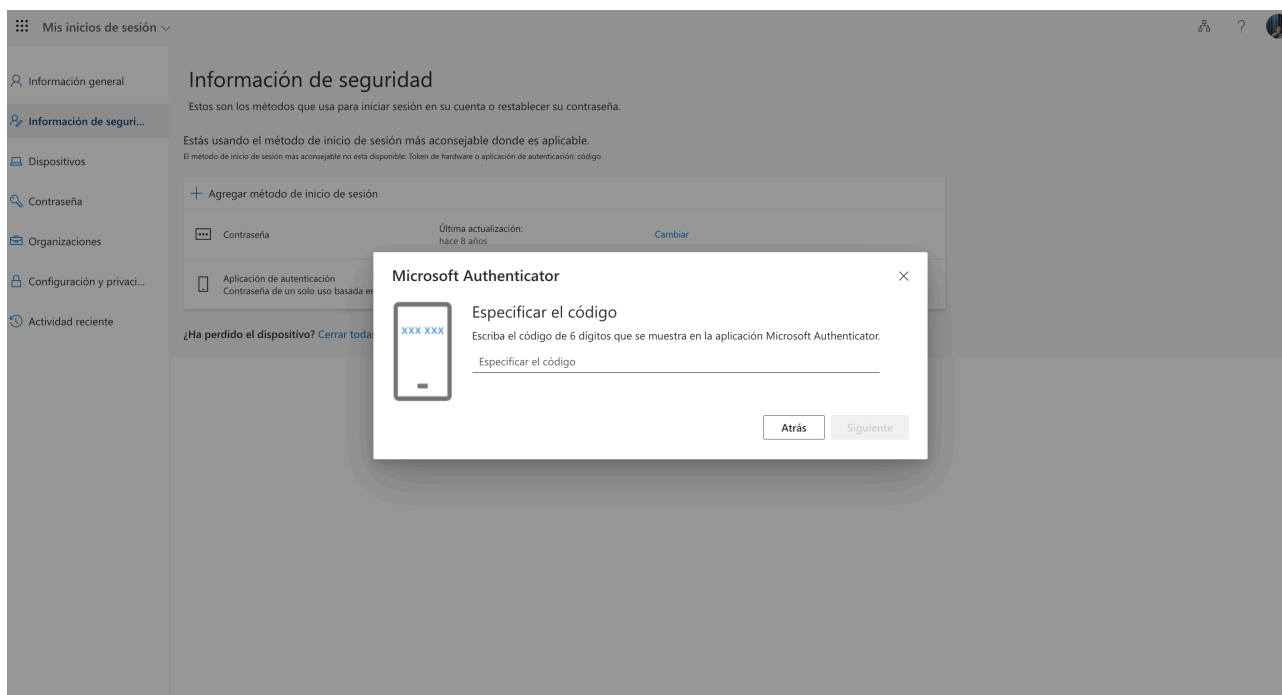 Mis inicios de sesión
?
Información general
Información de seguri...
Dispositivos
Contraseña
Organizaciones
Configuración y privaci...
Actividad reciente
Información de seguridad
Estos son los métodos que usa para iniciar sesión en su cuenta o restablecer su contraseña.
Estás usando el método de inicio de sesión más aconsejable donde es aplicable.
El método de inicio de sesión más aconsejable no está disponible: Token de hardware o aplicación de autenticación: código
Agregar método de inicio de sesión
Contraseña
Última actualización:
hace 8 años
Cambiar
Aplicación de autenticación
Contraseña de un solo uso basada en
¿Ha perdido el dispositivo? Cerrar todas
Microsoft Authenticator
XXX XXX
Especificar el código
Escriba el código de 6 dígitos que se muestra en la aplicación Microsoft Authenticator.
Especificar el código
Atrás
Siguiente